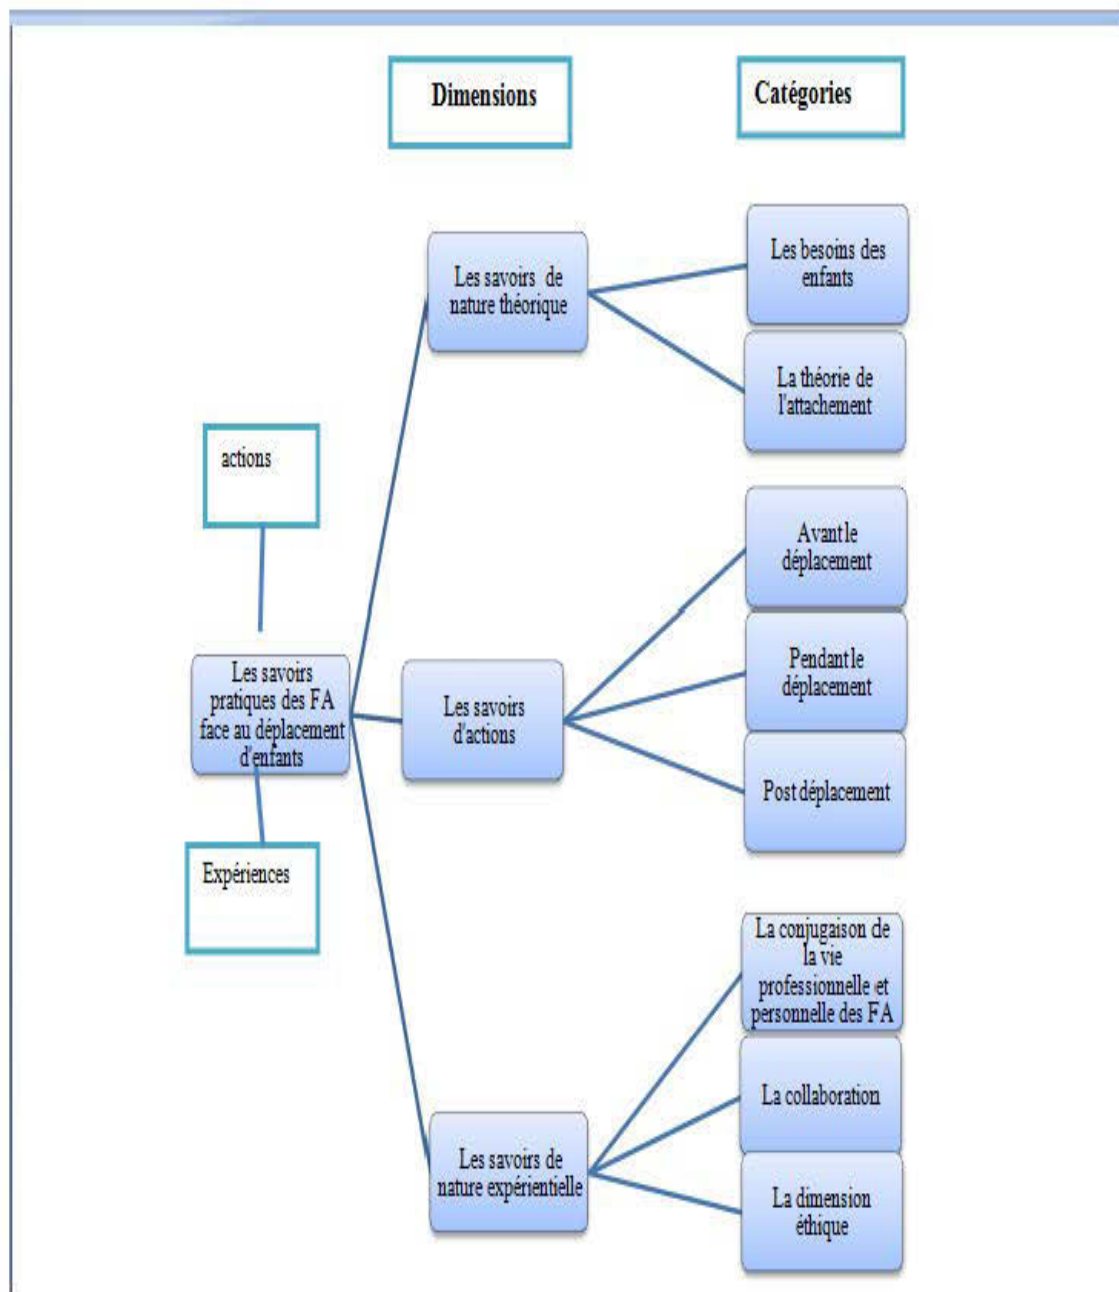 Dimensions
Catégories
Les savoirs de
nature théorique
Les besoins des
enfants
La théorie de
l'attachement
actions
Les savoirs
pratiques des FA
face au déplacement
d'enfants
Expériences
Les savoirs
d'actions
Avant le
déplacement
Pendant le
déplacement
Post déplacement
Les savoirs de
nature expérientielle
La conjugaison de
la vie
professionnelle et
personnelle des FA
La collaboration
La dimension
éthique